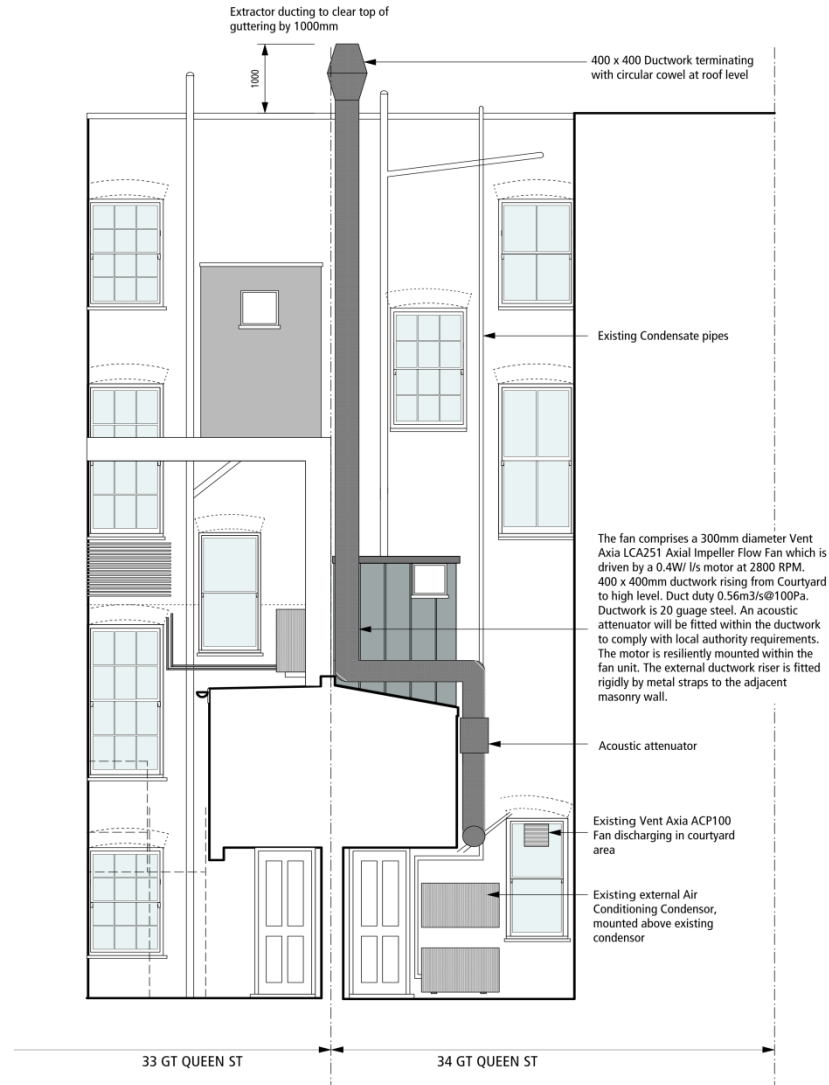 Extractor ducting to clear top of
guttering by 1000mm
1000
400 x 400 Ductwork terminating
with circular cowel at roof level
Existing Condensate pipes
The fan comprises a 300mm diameter Vent
Axia LCA251 Axial Impeller Flow Fan which is
driven by a 0.4W/ l/s motor at 2800 RPM.
400 x 400mm ductwork rising from Courtyard
to high level. Duct duty 0.56m3/s@100Pa.
Ductwork is 20 guage steel. An acoustic
attenuator will be fitted within the ductwork
to comply with local authority requirements.
The motor is resiliently mounted within the
fan unit. The external ductwork riser is fitted
rigidly by metal straps to the adjacent
masonry wall.
Acoustic attenuator
Existing Vent Axia ACP100
Fan discharging in courtyard
area
Existing external Air
Conditioning Condensor,
mounted above existing
condensor
33 GT QUEEN ST
34 GT QUEEN ST